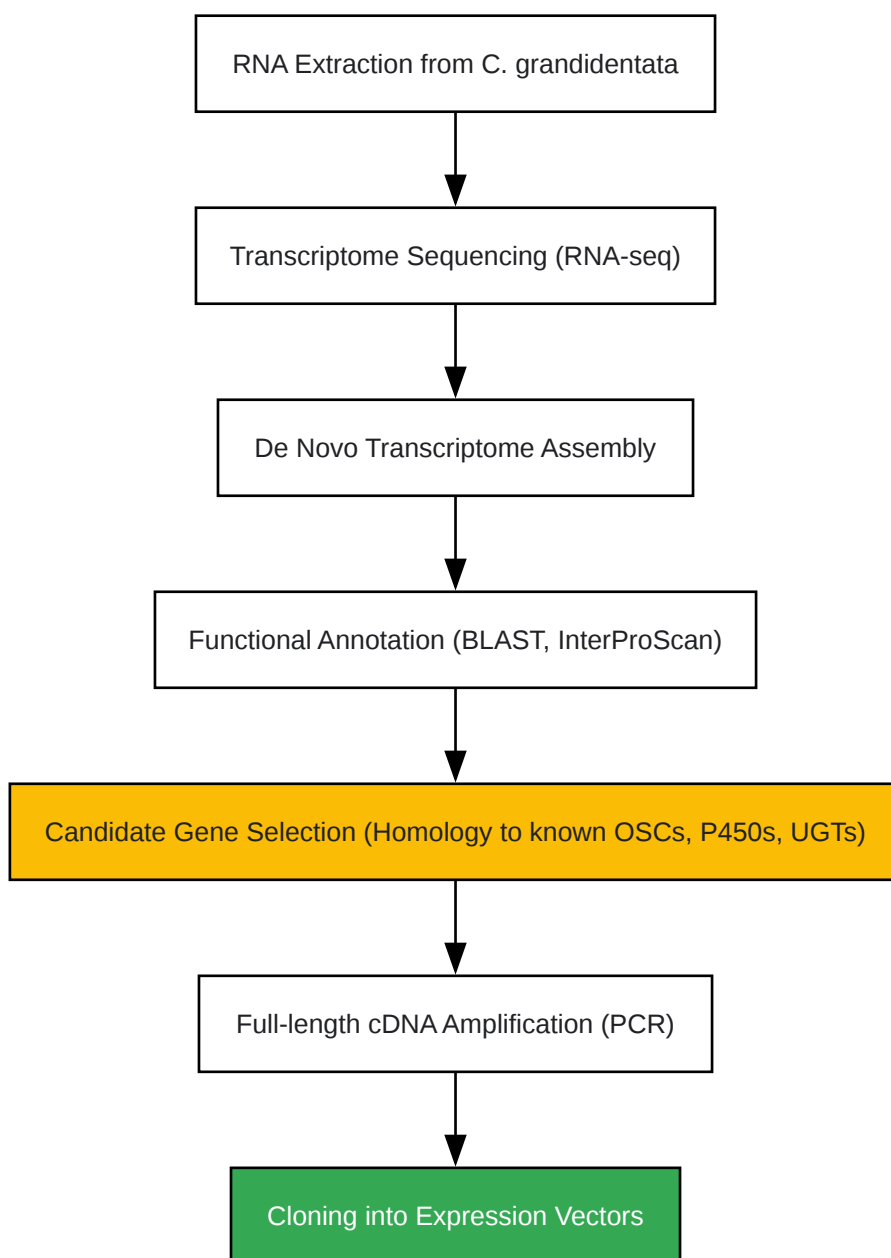 RNA Extraction from C. grandidentata
Transcriptome Sequencing (RNA-seq)
De Novo Transcriptome Assembly
Functional Annotation (BLAST, InterProScan)
Candidate Gene Selection (Homology to known OSCs, P450s, UGTs)
Full-length cDNA Amplification (PCR)
Cloning into Expression Vectors